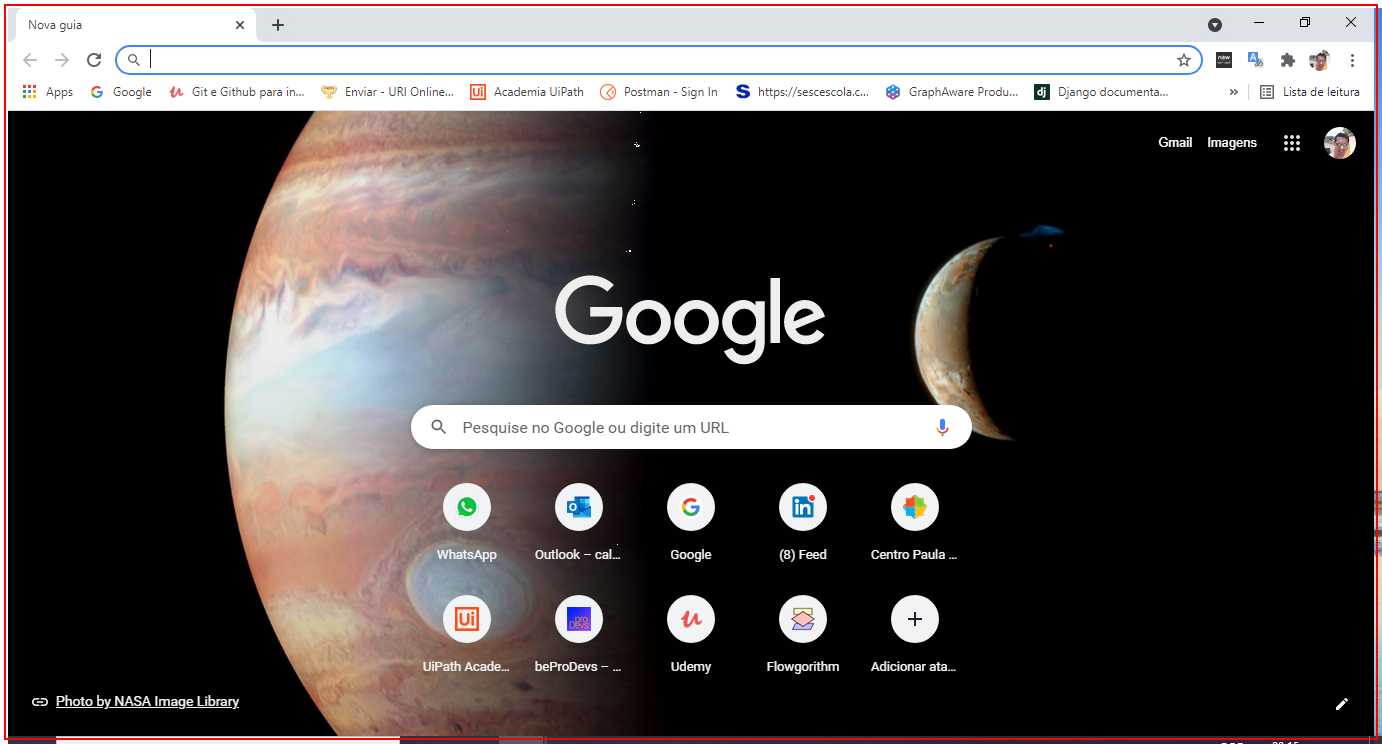 Nova guia
Apps Google Git e Github para in... Enviar - URI Online... Academia UiPath Postman - Sign In https://sescescola.c... GraphAware Produ... Django documenta... » Lista de leitura
Gmail Imagens
Google
Pesquise no Google ou digite um URL
WhatsApp Outlook – cal... Google (8) Feed Centro Paula ...
UiPath Acade... beProDevs – ... Udemy Flowgorithm Adicionar ata...
Photo by NASA Image Library